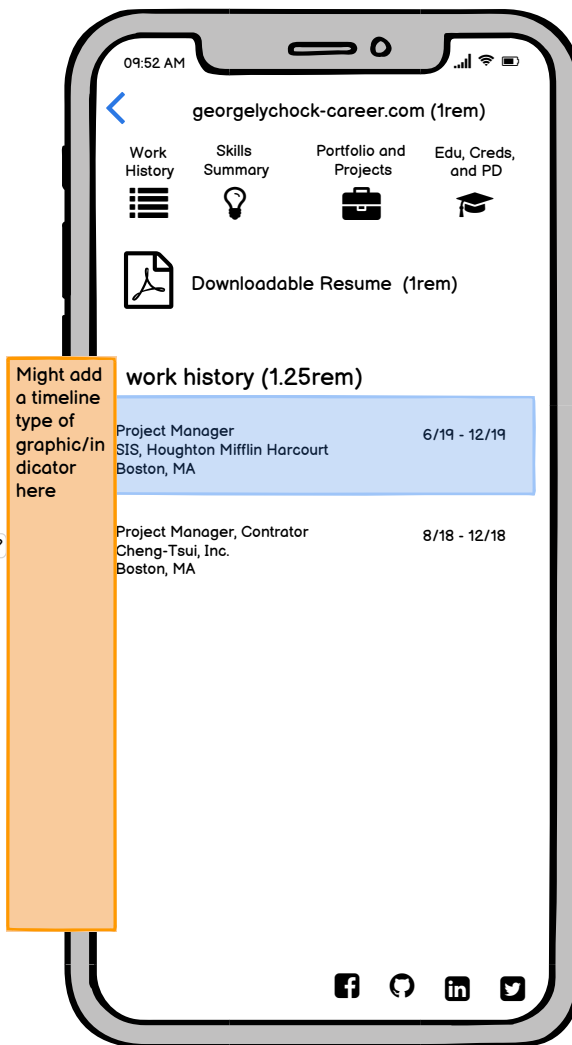 09:52 AM
georgelychock-career.com (1rem)
Work
History
Skills
Summary
Portfolio and
Projects
Edu, Creds,
and PD
Downloadable Resume (1rem)
Might add
a timeline
type of
graphic/in
dicator
here
work history (1.25rem)
Project Manager
6/19 - 12/19
SIS, Houghton Mifflin Harcourt
Boston, MA
Project Manager, Contrator
8/18 - 12/18
Cheng-Tsui, Inc.
Boston, MA
in